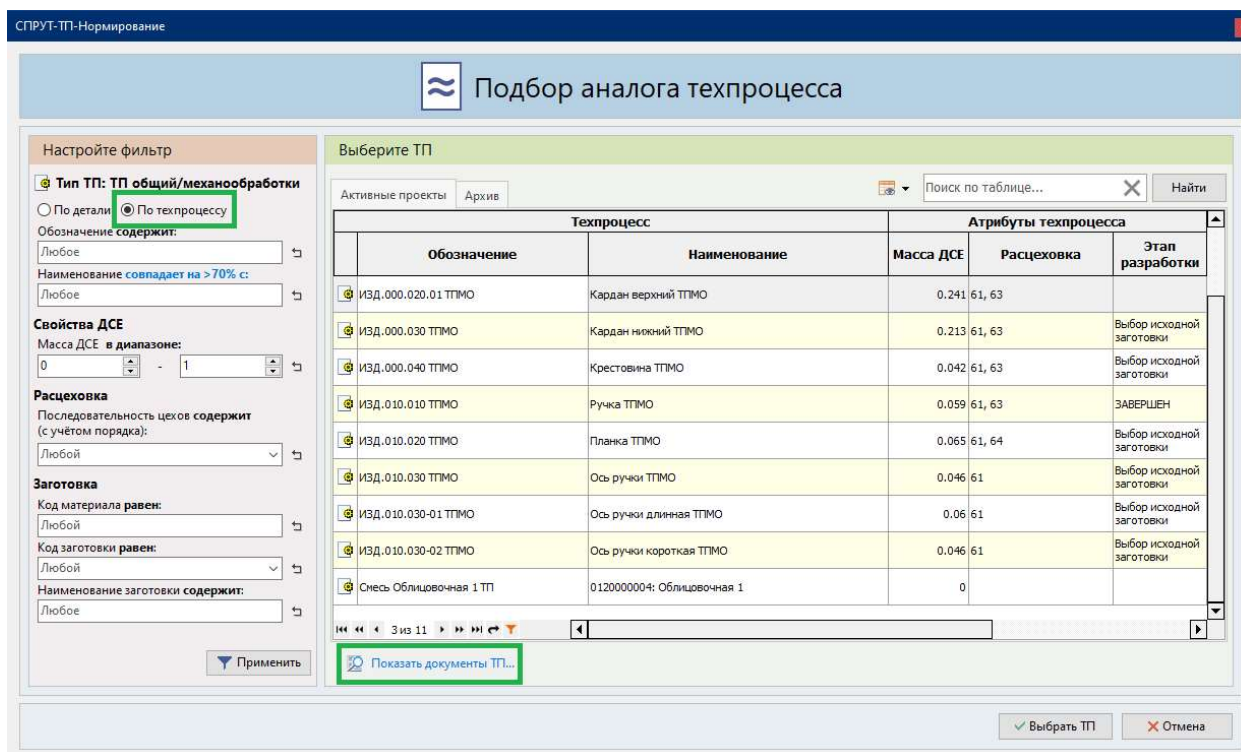 СПРУТ-ТП-Нормирование
Подбор аналога техпроцесса
Настройте фильтр
Тип ТП: ТП общий/механообработки
По детали По техпроцессу
Обозначение содержит:
Любое
Наименование совпадает на >70% с:
Любое
Свойства ДСЕ
Масса ДСЕ в диапазоне:
0 - 1
Расцеховка
Последовательность цехов содержит
(с учётом порядка):
Любой
Заготовка
Код материала равен:
Любой
Код заготовки равен:
Любой
Наименование заготовки содержит:
Любое
Применить
Выберите ТП
Активные проекты Архив Поиск по таблице... Найти
Техпроцесс Атрибуты техпроцесса
Обозначение Наименование Масса ДСЕ Расцеховка Этап
разработки
ИЗД.000.020.01 ТПМО Кардан верхний ТПМО 0.241 61, 63
ИЗД.000.030 ТПМО Кардан нижний ТПМО 0.213 61, 63 Выбор исходной
заготовки
ИЗД.000.040 ТПМО Крестовина ТПМО 0.042 61, 63 Выбор исходной
заготовки
ИЗД.010.010 ТПМО Ручка ТПМО 0.059 61, 63 ЗАВЕРШЕН
ИЗД.010.020 ТПМО Планка ТПМО 0.065 61, 64 Выбор исходной
заготовки
ИЗД.010.030 ТПМО Ось ручки ТПМО 0.046 61 Выбор исходной
заготовки
ИЗД.010.030-01 ТПМО Ось ручки длинная ТПМО 0.06 61 Выбор исходной
заготовки
ИЗД.010.030-02 ТПМО Ось ручки короткая ТПМО 0.046 61 Выбор исходной
заготовки
Смесь Облицовочная 1 ТП 0120000004: Облицовочная 1 0
3 из 11
Показать документы ТП...
Выбрать ТП Отмена